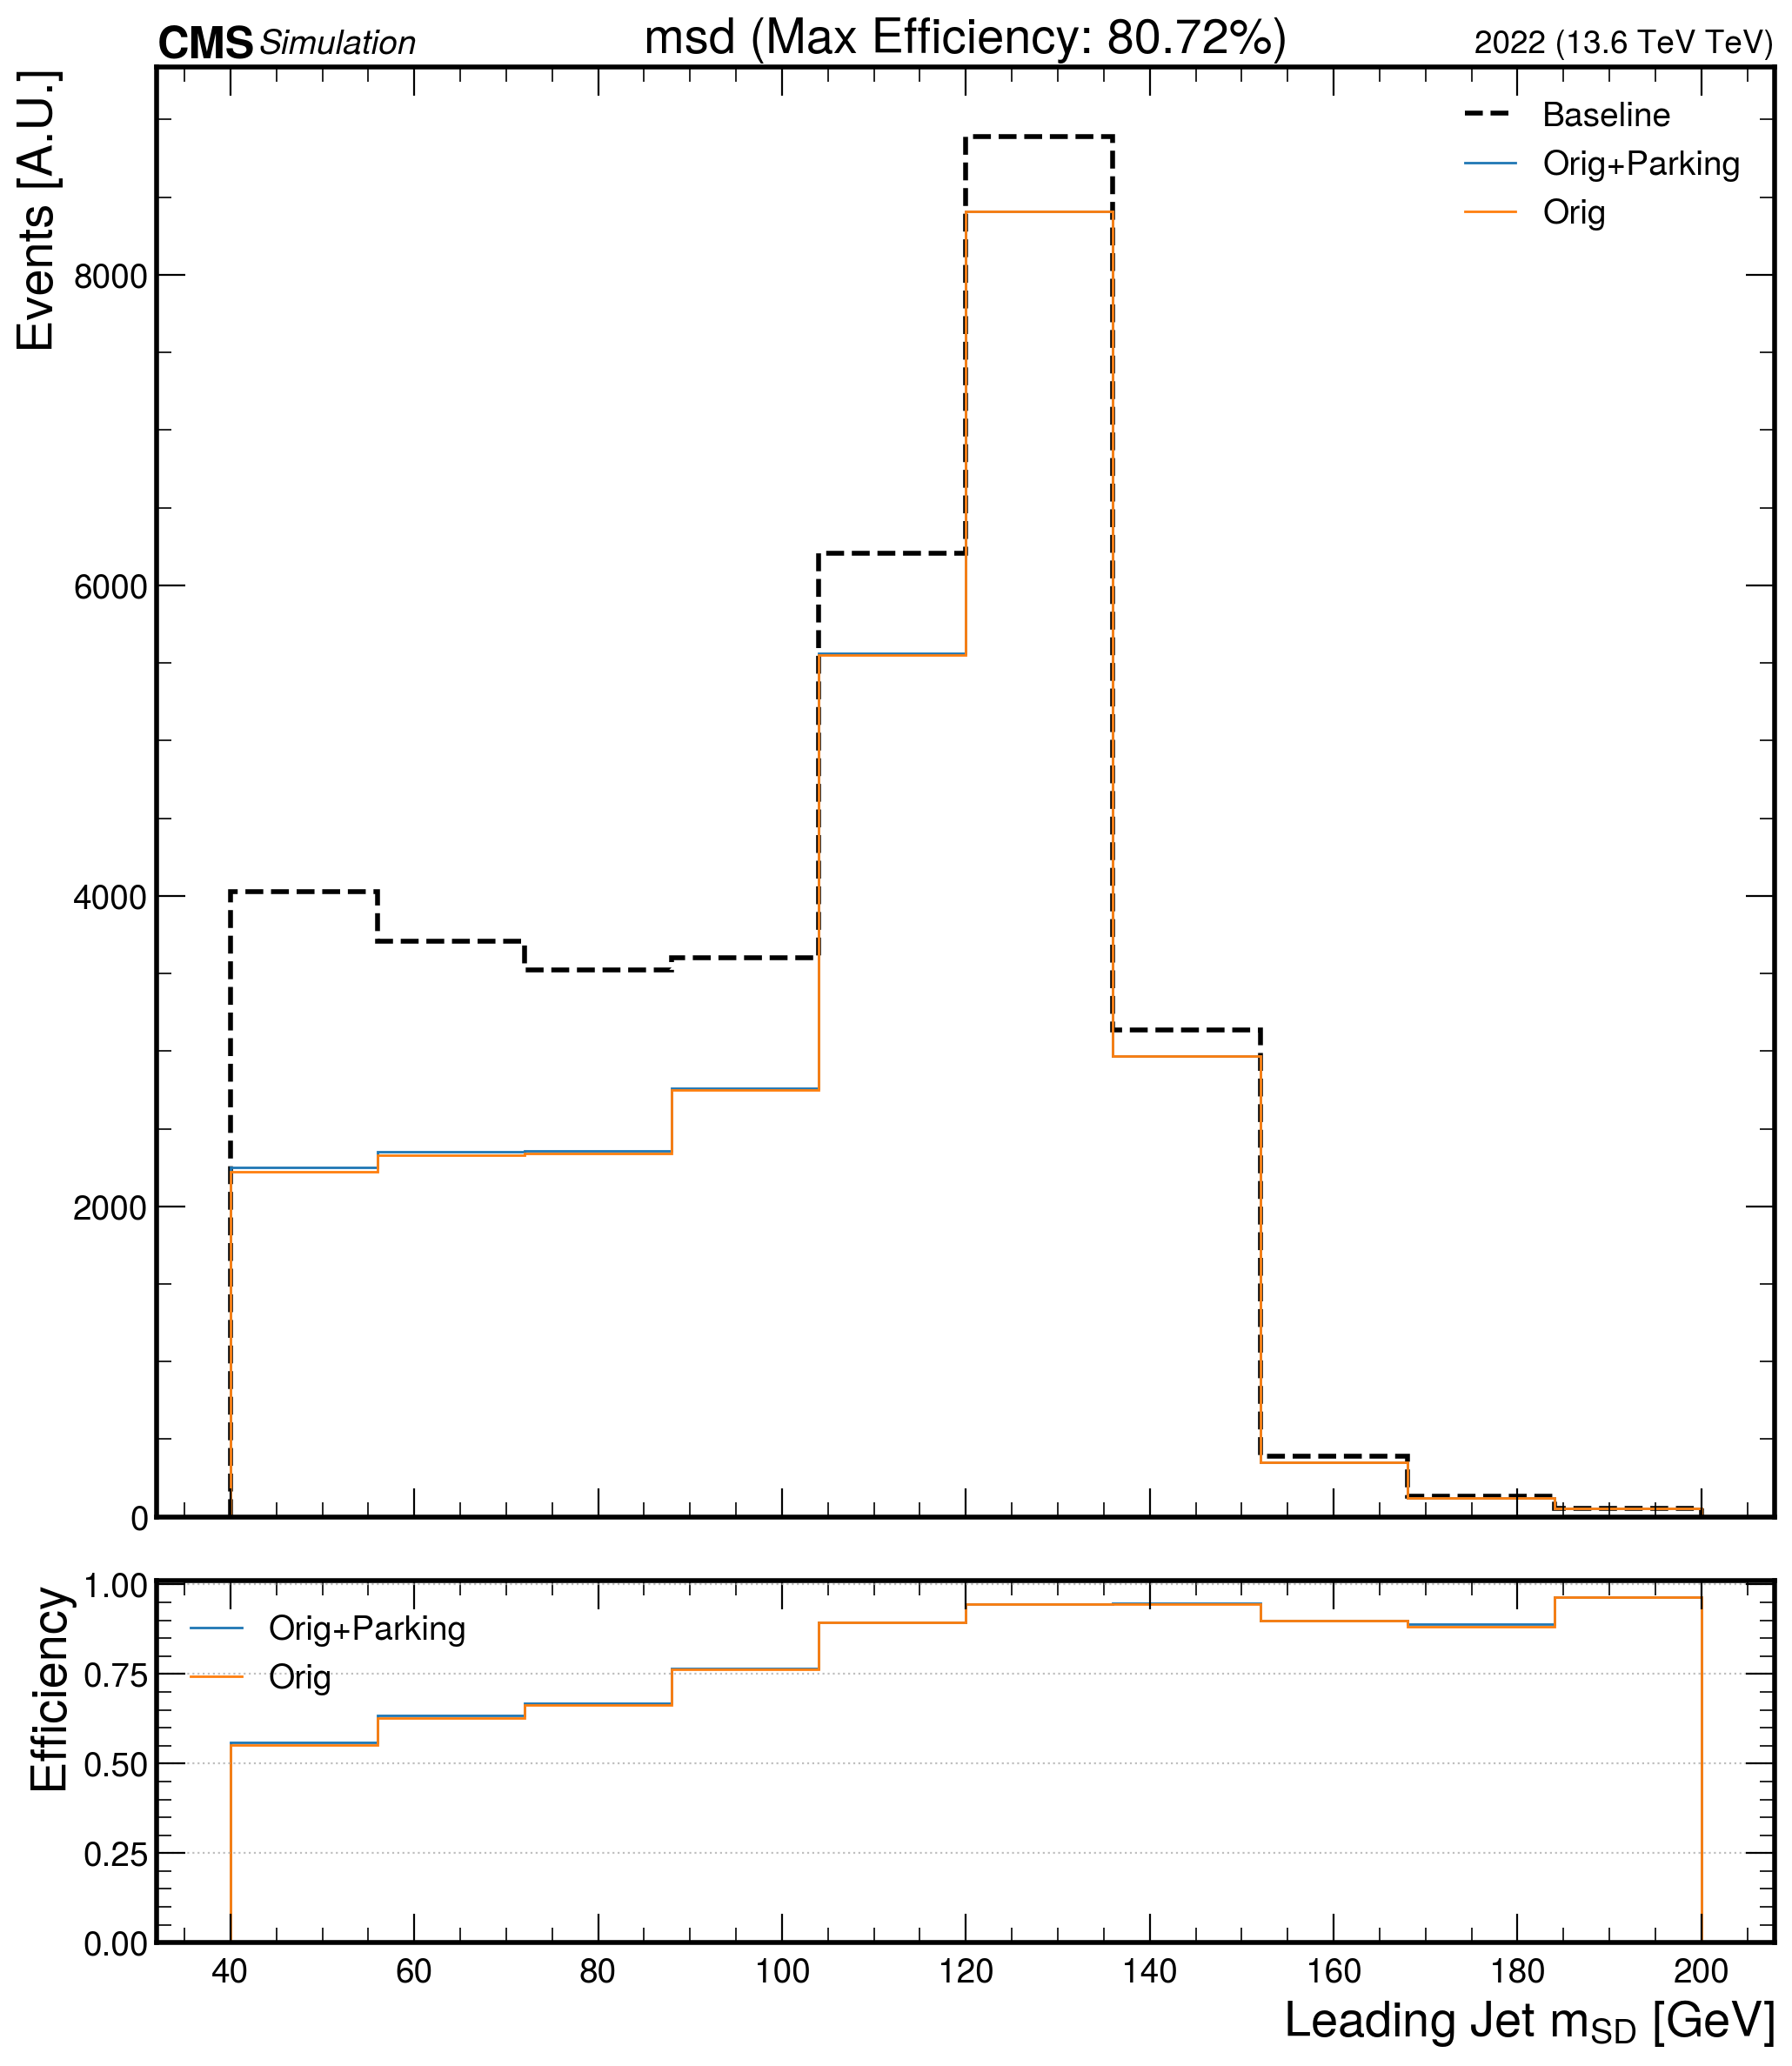 CMS Simulation
msd (Max Efficiency: 80.72%)
2022 (13.6 TeV TeV)
Events [A.U.]
8000
6000
4000
2000
0
Baseline
Orig+Parking
Orig
Efficiency
1.00
0.75
0.50
0.25
0.00
Orig+Parking
Orig
40 60 80 100 120 140 160 180 200
Leading Jet mSD [GeV]